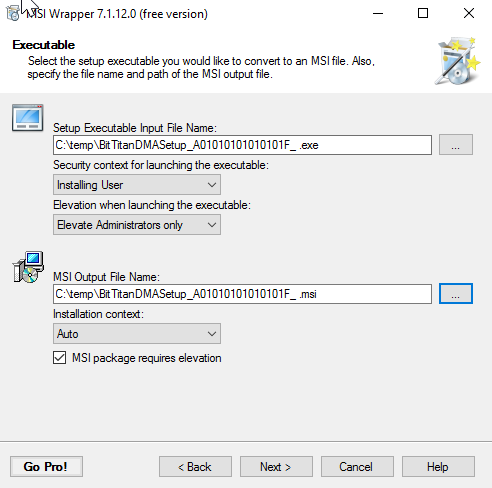 MSI Wrapper 7.1.12.0 (free version)
Executable
Select the setup executable you would like to convert to an MSI file. Also,
specify the file name and path of the MSI output file.
Setup Executable Input File Name:
C:\temp\BitTitanDMASetup_A01010101010101F_ .exe
...
Security context for launching the executable:
Installing User
Elevation when launching the executable:
Elevate Administrators only
MSI Output File Name:
C:\temp\BitTitanDMASetup_A01010101010101F_ .msi
...
Installation context:
Auto
MSI package requires elevation
Go Pro!
< Back
Next >
Cancel
Help